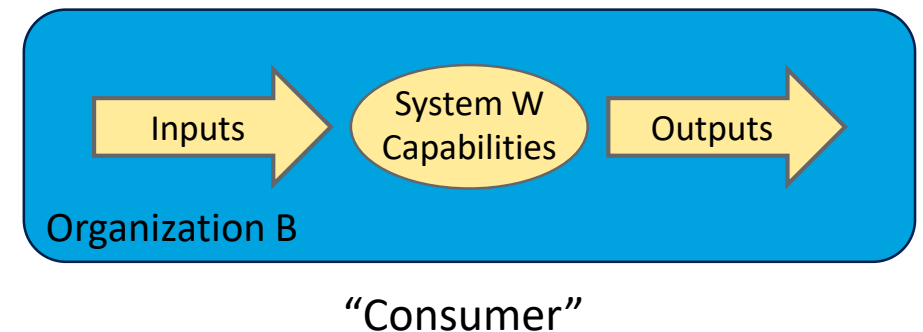 Inputs
System W
Capabilities
Outputs
Organization B
“Consumer”